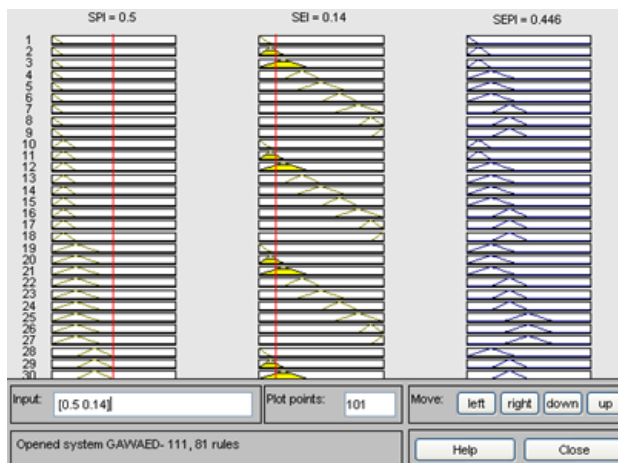 SPI = 0.5
SEI = 0.14
SEPI = 0.446
1
2
3
4
5
6
7
8
9
10
11
12
13
14
15
16
17
18
19
20
21
22
23
24
25
26
27
28
29
30
Input:
[0.5 0.14]
Plot points:
101
Move:
left
right
down
up
Opened system GAWAED- 111, 81 rules
Help
Close